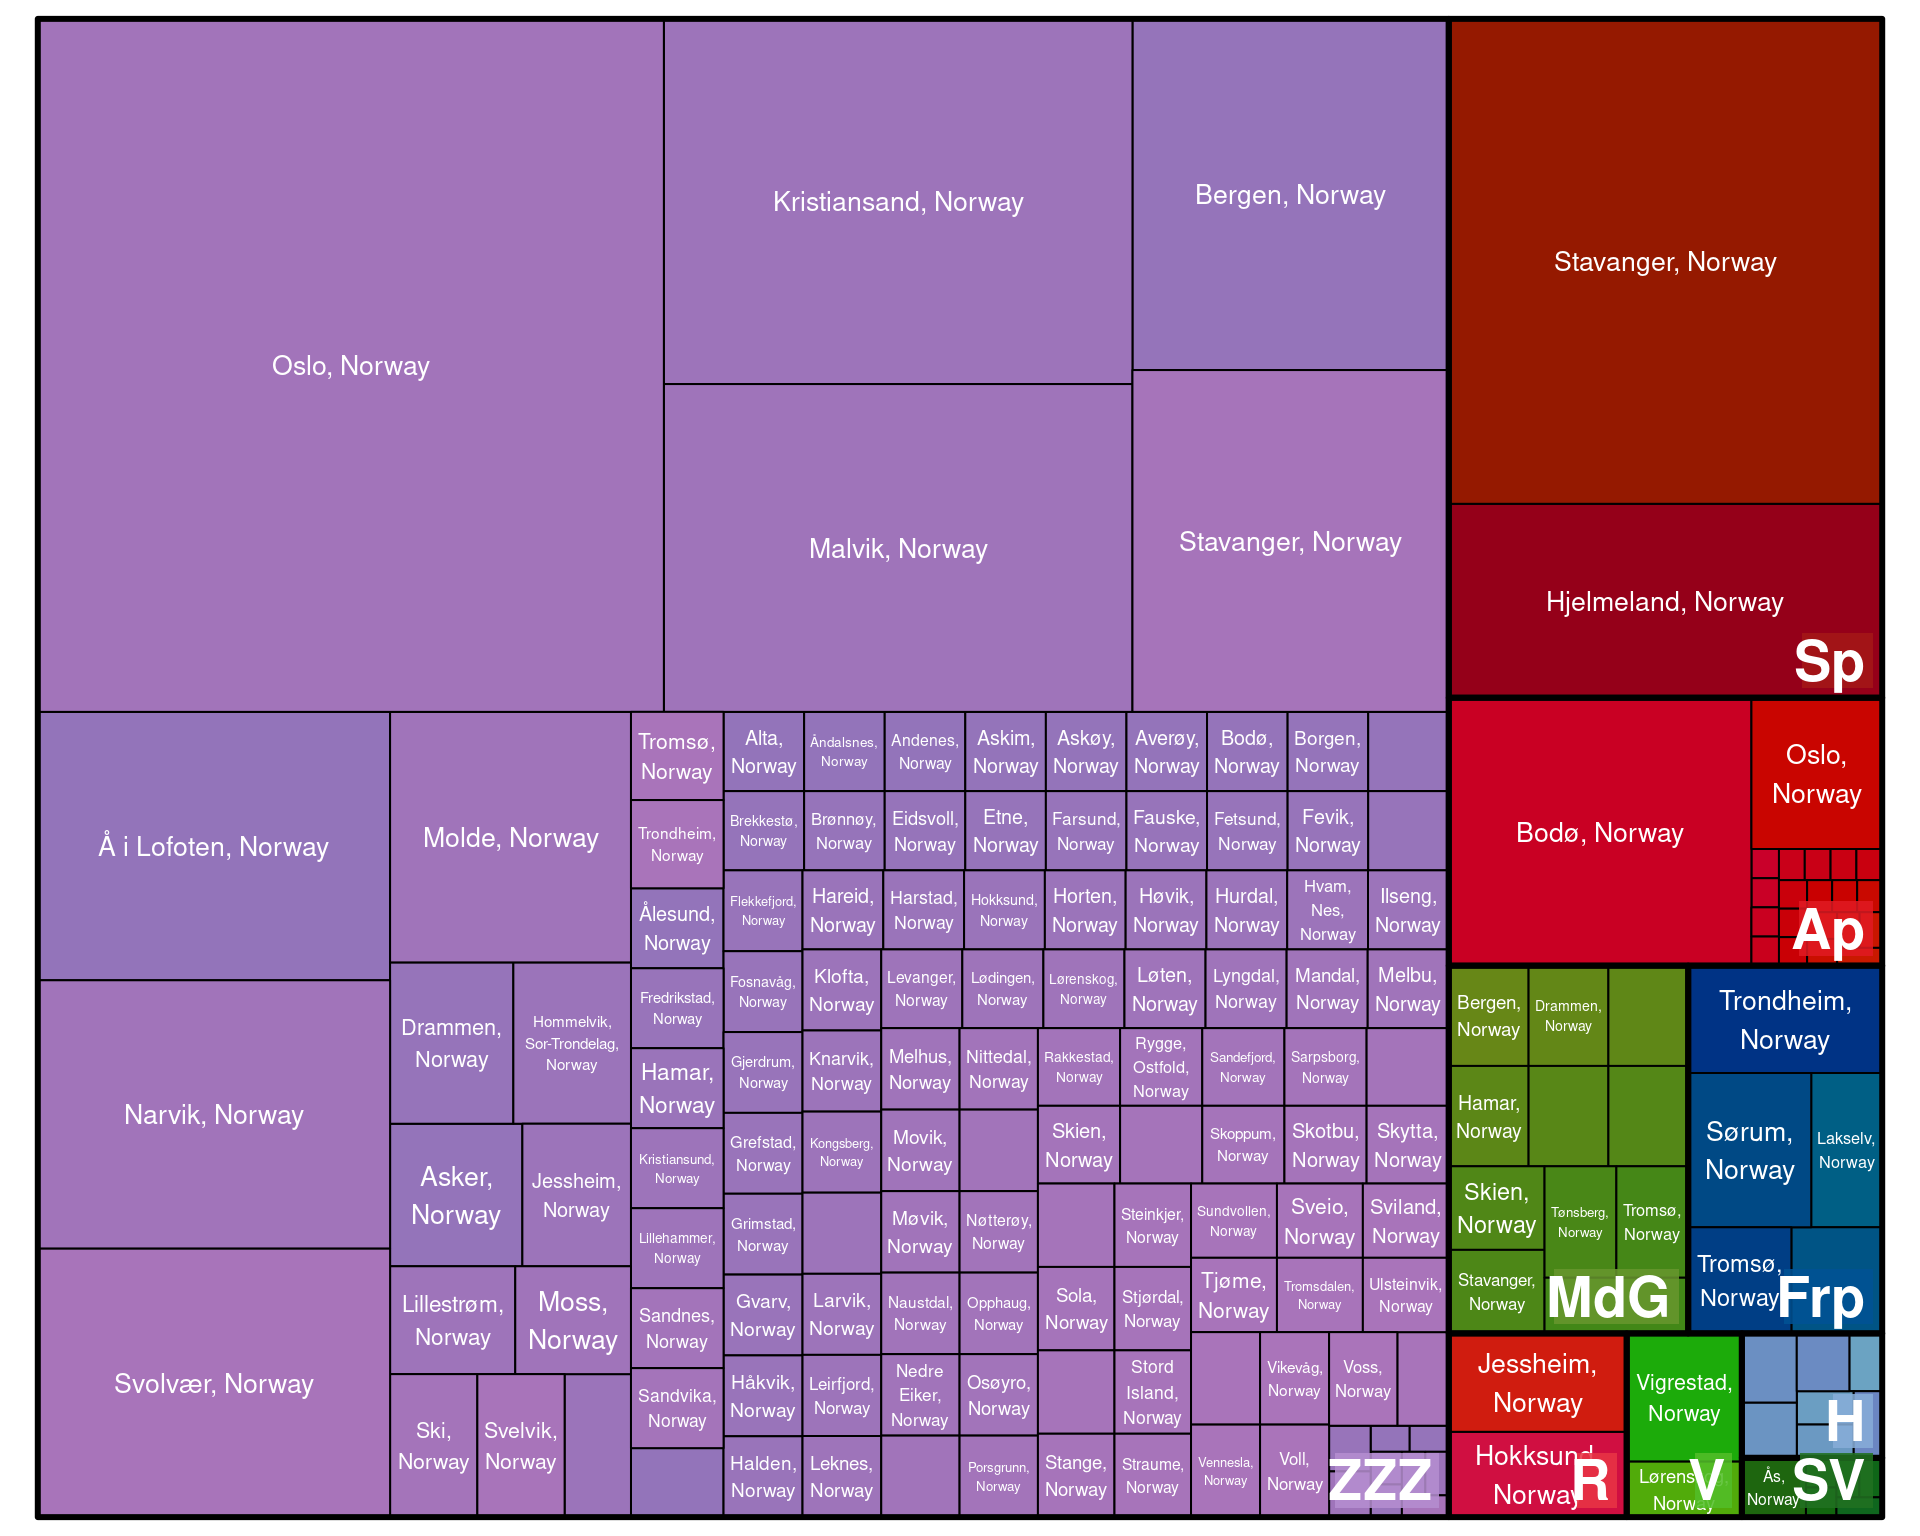 Oslo, Norway
Kristiansand, Norway
Bergen, Norway
Malvik, Norway
Stavanger, Norway
Å i Lofoten, Norway
Narvik, Norway
Svolvær, Norway
Molde, Norway
Drammen,
Norway
Hommelvik,
Sor-Trondelag,
Norway
Asker,
Norway
Jessheim,
Norway
Lillestrøm,
Norway
Moss,
Norway
Ski,
Norway
Svelvik,
Norway
Tromsø,
Norway
Trondheim,
Norway
Ålesund,
Norway
Fredrikstad,
Norway
Hamar,
Norway
Kristiansund,
Norway
Lillehammer,
Norway
Sandnes,
Norway
Sandvika,
Norway
Alta,
Norway
Åndalsnes,
Norway
Andenes,
Norway
Askim,
Norway
Askøy,
Norway
Averøy,
Norway
Bodø,
Norway
Borgen,
Norway
Brekkestø,
Norway
Brønnøy,
Norway
Eidsvoll,
Norway
Etne,
Norway
Farsund,
Norway
Fauske,
Norway
Fetsund,
Norway
Fevik,
Norway
Flekkefjord,
Norway
Fosnavåg,
Norway
Gjerdrum,
Norway
Grefstad,
Norway
Grimstad,
Norway
Gvarv,
Norway
Håkvik,
Norway
Halden,
Norway
Hareid,
Norway
Harstad,
Norway
Hokksund,
Norway
Horten,
Norway
Høvik,
Norway
Hurdal,
Norway
Hvam,
Nes,
Norway
Ilseng,
Norway
Klofta,
Norway
Knarvik,
Norway
Kongsberg,
Norway
Larvik,
Norway
Leirfjord,
Norway
Leknes,
Norway
Levanger,
Norway
Lødingen,
Norway
Lørenskog,
Norway
Løten,
Norway
Lyngdal,
Norway
Mandal,
Norway
Melbu,
Norway
Melhus,
Norway
Nittedal,
Norway
Movik,
Norway
Møvik,
Norway
Nøtterøy,
Norway
Naustdal,
Norway
Opphaug,
Norway
Nedre
Eiker,
Norway
Osøyro,
Norway
Porsgrunn,
Norway
Rakkestad,
Norway
Rygge,
Ostfold,
Norway
Sandefjord,
Norway
Sarpsborg,
Norway
Skien,
Norway
Skoppum,
Norway
Skotbu,
Norway
Skytta,
Norway
Steinkjer,
Norway
Sola,
Norway
Stjørdal,
Norway
Stord
Island,
Norway
Stange,
Norway
Straume,
Norway
Sundvollen,
Norway
Sveio,
Norway
Sviland,
Norway
Tjøme,
Norway
Tromsdalen,
Norway
Ulsteinvik,
Norway
Vikevåg,
Norway
Voss,
Norway
Vennesla,
Norway
Voll,
Norway
ZZZ
Stavanger, Norway
Hjelmeland, Norway
Sp
Bodø, Norway
Oslo,
Norway
Ap
Bergen,
Norway
Drammen,
Norway
Hamar,
Norway
Skien,
Norway
Tønsberg,
Norway
Tromsø,
Norway
Stavanger,
Norway
MdG
Trondheim,
Norway
Sørum,
Norway
Lakselv,
Norway
Tromsø,
Norway
Frp
Jessheim,
Norway
Hokksund,
Norway
R
Vigrestad,
Norway
Norway
V
H
Ås,
Norway
SV